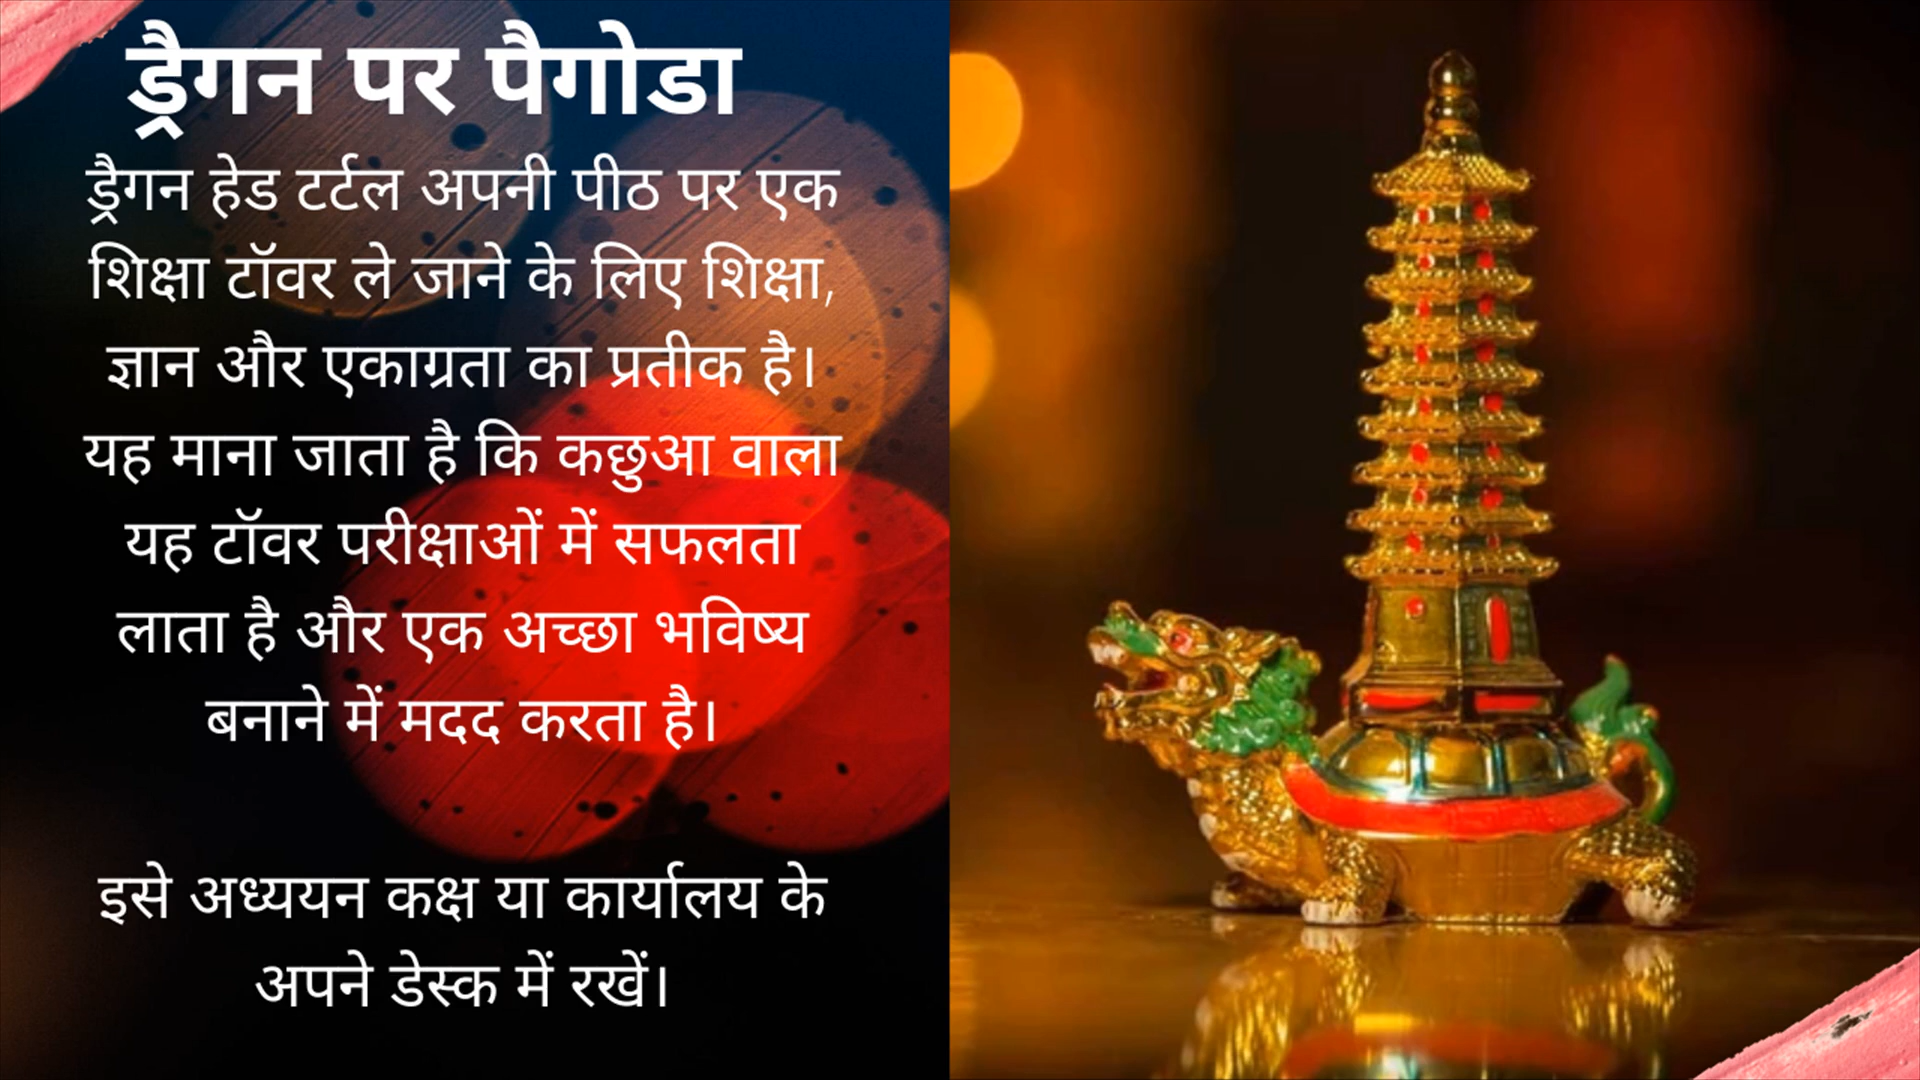 ड्रैगन पर पैगोडा
ड्रैगन हेड टर्टल अपनी पीठ पर एक
शिक्षा टॉवर ले जाने के लिए शिक्षा,
ज्ञान और एकाग्रता का प्रतीक है।
यह माना जाता है कि कछुआ वाला
यह टॉवर परीक्षाओं में सफलता
लाता है और एक अच्छा भविष्य
बनाने में मदद करता है।
इसे अध्ययन कक्ष या कार्यालय के
अपने डेस्क में रखें।